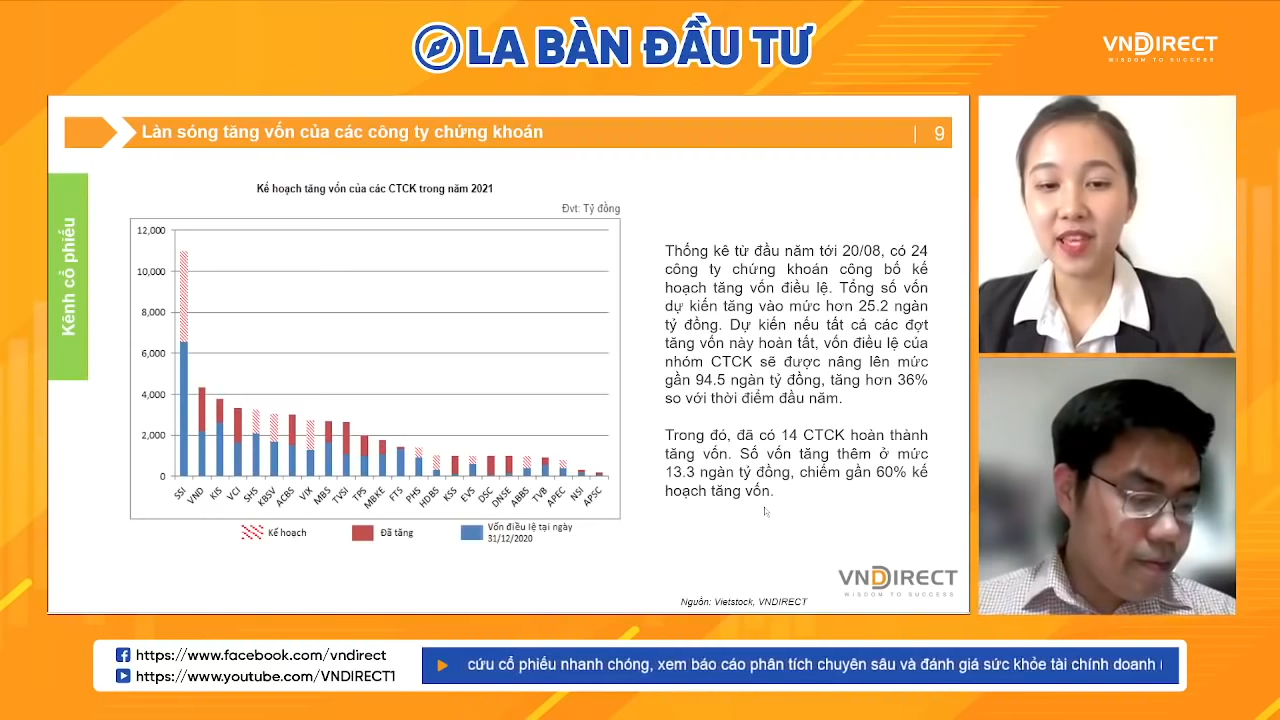 LA BÀN ĐẦU TƯ
VNDIRECT
WISDOM TO SUCCESS
Làn sóng tăng vốn của các công ty chứng khoán
| 9
Kênh cổ phiếu
Kế hoạch tăng vốn của các CTCK trong năm 2021
Đvt: Tỷ đồng
12,000
10,000
8,000
6,000
4,000
2,000
0
SSI VND KIS VCI SHS KBSV ACBS VIX MBS TVSI TPS MBKE FTS PHS HDBS KSS EVS DSC DNSE ABBS TVB APEC NSI APSC
Kế hoạch
Đã tăng
Vốn điều lệ tại ngày
31/12/2020
Thống kê từ đầu năm tới 20/08, có 24
công ty chứng khoán công bố kế
hoạch tăng vốn điều lệ. Tổng số vốn
dự kiến tăng vào mức hơn 25.2 ngàn
tỷ đồng. Dự kiến nếu tất cả các đợt
tăng vốn này hoàn tất, vốn điều lệ của
nhóm CTCK sẽ được nâng lên mức
gần 94.5 ngàn tỷ đồng, tăng hơn 36%
so với thời điểm đầu năm.
Trong đó, đã có 14 CTCK hoàn thành
tăng vốn. Số vốn tăng thêm ở mức
13.3 ngàn tỷ đồng, chiếm gần 60% kế
hoạch tăng vốn.
VNDIRECT
WISDOM TO SUCCESS
Nguồn: Vietstock, VNDIRECT
https://www.facebook.com/vndirect
https://www.youtube.com/VNDIRECT1
cứu cổ phiếu nhanh chóng, xem báo cáo phân tích chuyên sâu và đánh giá sức khỏe tài chính doanh